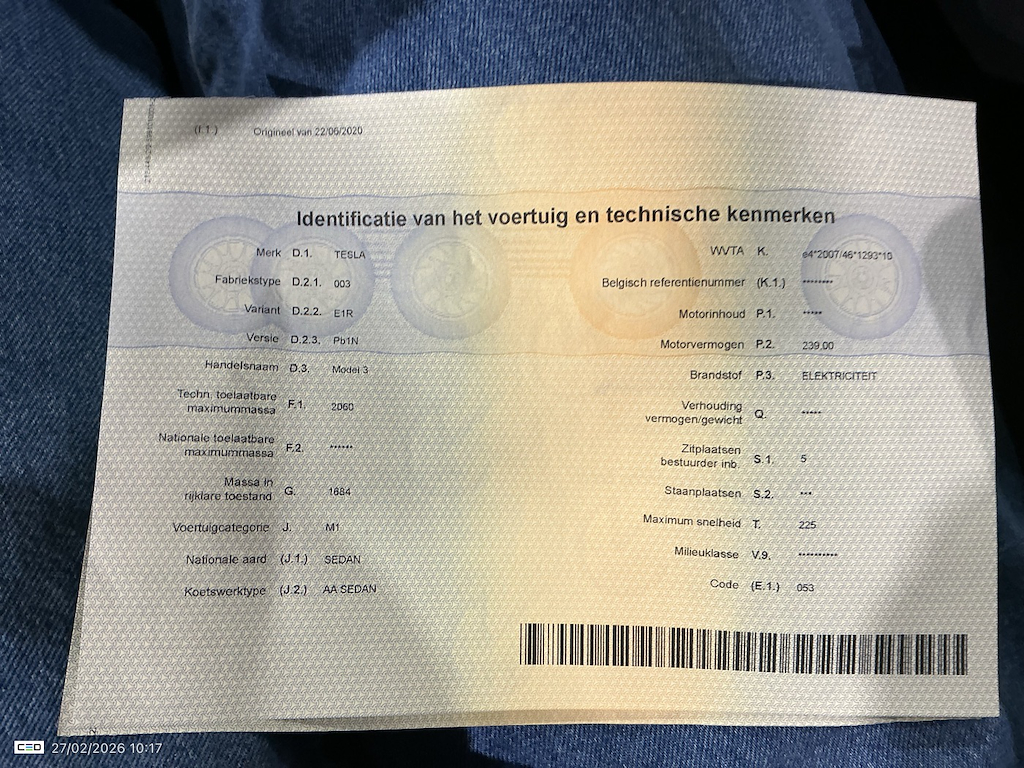 (I.1.) Origineel van 22/06/2020
Identificatie van het voertuig en technische kenmerken
Merk D.1. TESLA
Fabriekstype D.2.1. 003
Variant D.2.2. E1R
Versie D.2.3. Pb1N
Handelsnaam D.3. Model 3
Techn. toelaatbare
maximummassa F.1. 2060
Nationale toelaatbare
maximummassa F.2. ******
Massa in
rijklare toestand G. 1684
Voertuigcategorie J. M1
Nationale aard (J.1.) SEDAN
Koetswerktype (J.2.) AA SEDAN
WVTA K. e4*2007/46*1293*10
Belgisch referentienummer (K.1.) ********
Motorinhoud P.1. *****
Motorvermogen P.2. 239,00
Brandstof P.3. ELEKTRICITEIT
Verhouding
vermogen/gewicht Q. *****
Zitplaatsen
bestuurder inb. S.1. 5
Staanplaatsen S.2. ***
Maximum snelheid T. 225
Milieuklasse V.9. **********
Code (E.1.) 053
CEO 27/02/2026 10:17